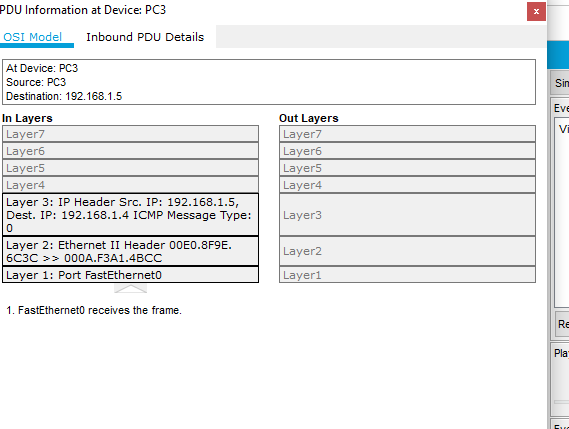 PDU Information at Device: PC3
x
OSI Model Inbound PDU Details
At Device: PC3
Source: PC3
Destination: 192.168.1.5
In Layers
Layer7
Layer6
Layer5
Layer4
Layer 3: IP Header Src. IP: 192.168.1.5,
Dest. IP: 192.168.1.4 ICMP Message Type:
0
Layer 2: Ethernet II Header 00E0.8F9E.
6C3C >> 000A.F3A1.4BCC
Layer 1: Port FastEthernet0
Out Layers
Layer7
Layer6
Layer5
Layer4
Layer3
Layer2
Layer1
1. FastEthernet0 receives the frame.
Sin
Eve
Vi
Re
Play